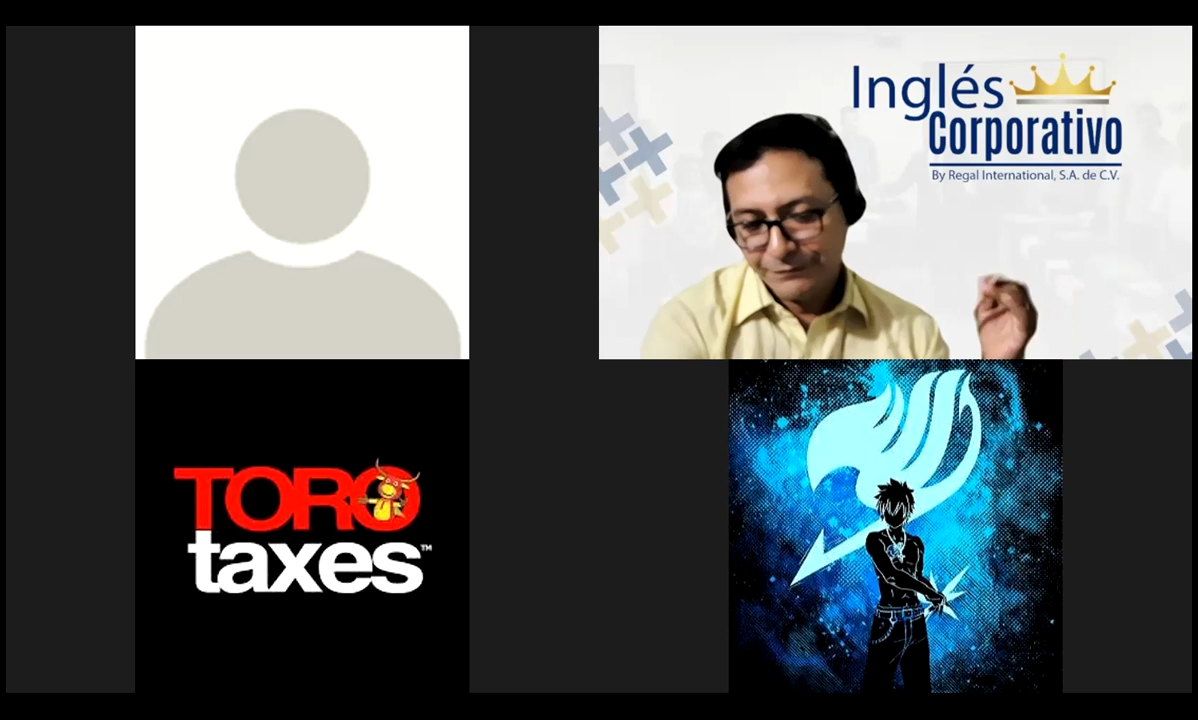 Inglés
Corporativo
By Regal International, S.A. de C.V.
TORO
taxes™